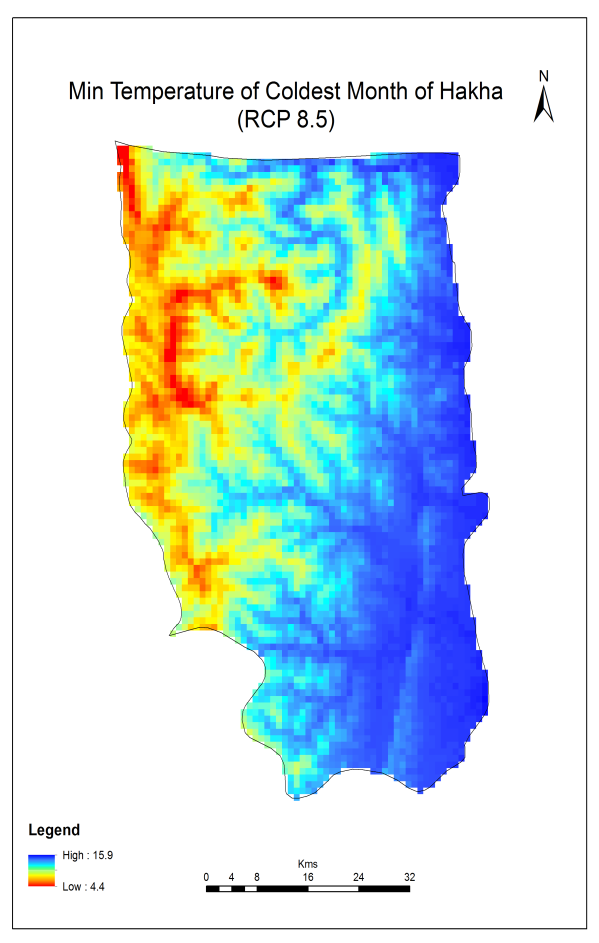 Min Temperature of Coldest Month of Hakha
(RCP 8.5)
N
Legend
High : 15.9
Low : 4.4
Kms
0 4 8 16 24 32